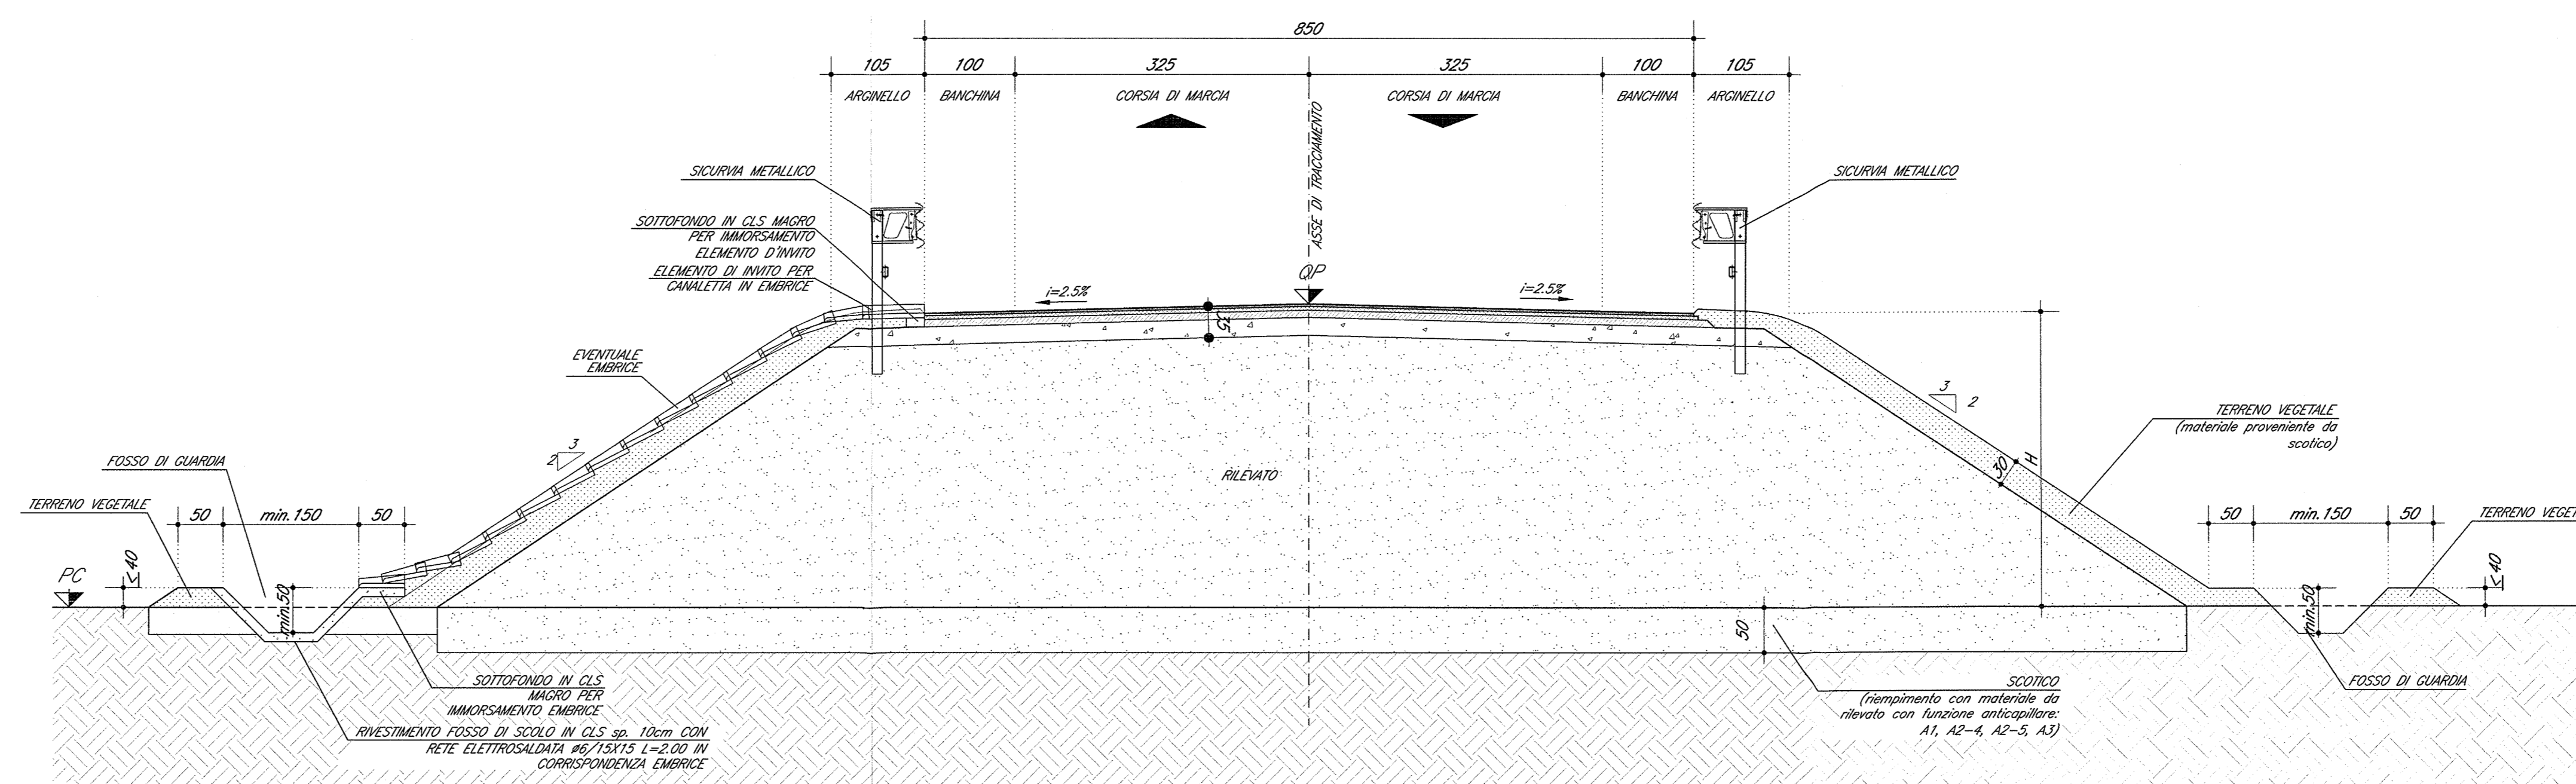 850
105 100 325 325 100 105
ARGINELLO BANCHINA CORSIA DI MARCIA CORSIA DI MARCIA BANCHINA ARGINELLO
ASSE DI TRACCIAMENTO
SICURVIA METALLICO
SICURVIA METALLICO
SOTTOFONDO IN CLS MAGRO
PER IMMORSAMENTO
ELEMENTO D'INVITO
ELEMENTO DI INVITO PER
CANALETTA IN EMBRICE
QP
i=2.5%
i=2.5%
35
EVENTUALE
EMBRICE
3
2
3
2
TERRENO VEGETALE
(materiale proveniente da
scotico)
FOSSO DI GUARDIA
RILEVATO
30
H
TERRENO VEGETALE
50 min.150 50
50 min.150 50
TERRENO VEGET
PC
≤40
min.50
50
min.50
≤40
SOTTOFONDO IN CLS
MAGRO PER
IMMORSAMENTO EMBRICE
SCOTICO
(riempimento con materiale da
rilevato con funzione anticapillare:
A1, A2-4, A2-5, A3)
FOSSO DI GUARDIA
RIVESTIMENTO FOSSO DI SCOLO IN CLS sp. 10cm CON
RETE ELETTROSALDATA ø6/15X15 L=2.00 IN
CORRISPONDENZA EMBRICE